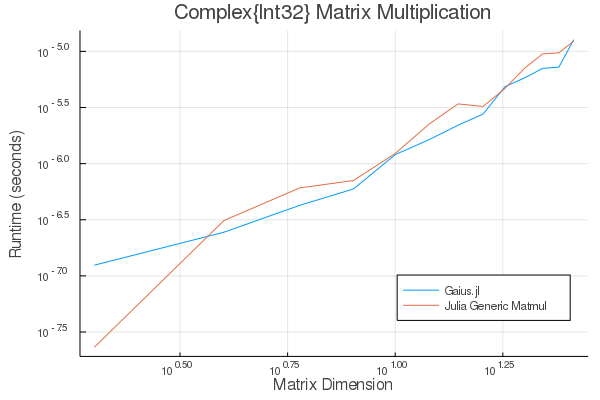 Complex{Int32} Matrix Multiplication
Runtime (seconds)
10^-5.0
10^-5.5
10^-6.0
10^-6.5
10^-7.0
10^-7.5
Gaius.jl
Julia Generic Matmul
10^0.50
10^0.75
10^1.00
10^1.25
Matrix Dimension